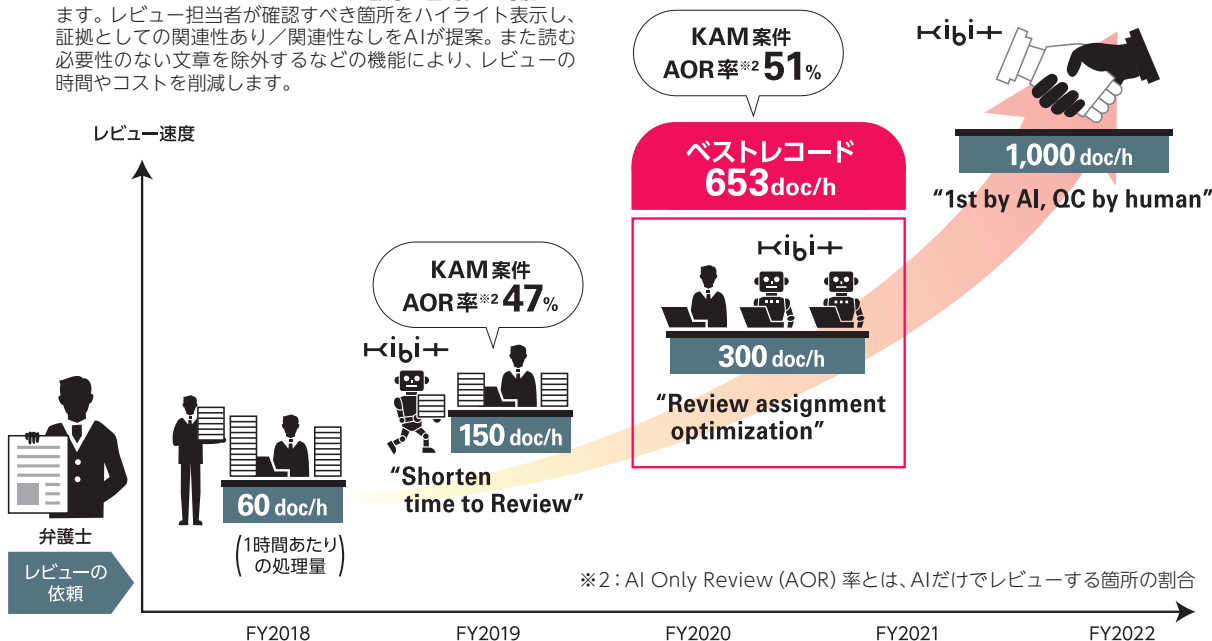 ます。レビュー担当者が確認すべき箇所をハイライト表示し、
証拠としての関連性あり／関連性なしをAIが提案。また読む
必要性のない文章を除外するなどの機能により、レビューの
時間やコストを削減します。
レビュー速度
KAM案件
AOR率※2 51%
ベストレコード
653doc/h
KIBIT
300 doc/h
“Review assignment
optimization”
KIBIT
1,000 doc/h
“1st by AI, QC by human”
KAM案件
AOR率※2 47%
KIBIT
150 doc/h
“Shorten
time to Review”
60 doc/h
(1時間あたり
の処理量)
弁護士
レビューの
依頼
※2：AI Only Review（AOR）率とは、AIだけでレビューする箇所の割合
FY2018
FY2019
FY2020
FY2021
FY2022